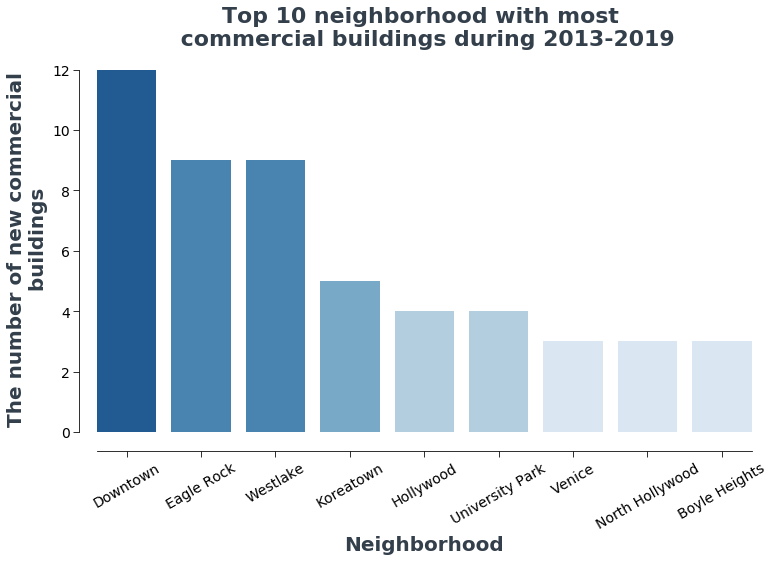 Top 10 neighborhood with most
commercial buildings during 2013-2019
The number of new commercial
buildings
12
10
8
6
4
2
0
Downtown
Eagle Rock
Westlake
Koreatown
Hollywood
University Park
Venice
North Hollywood
Boyle Heights
Neighborhood